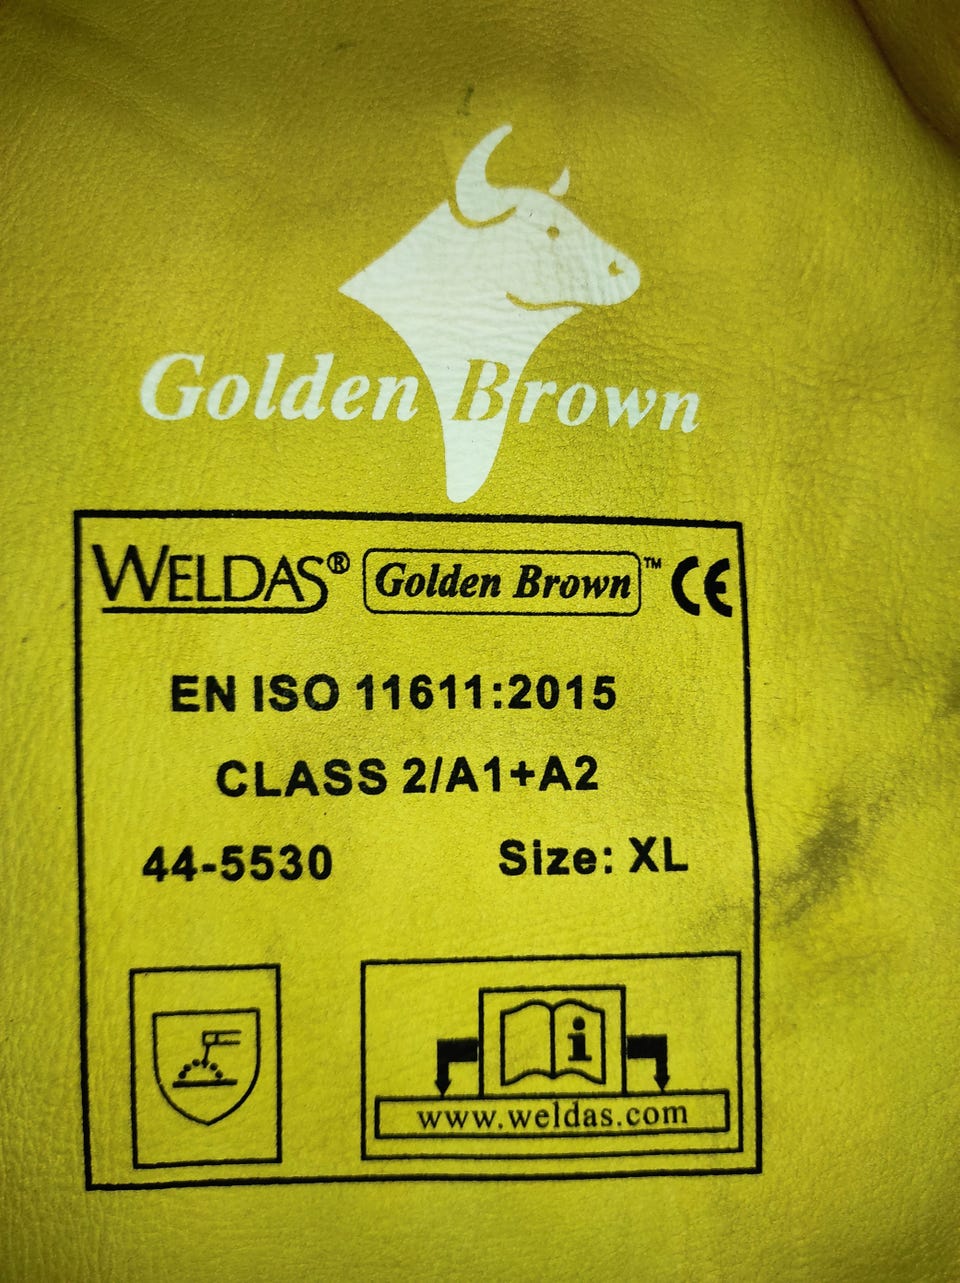 Golden Brown
WELDAS® Golden Brown™ CE
EN ISO 11611:2015
CLASS 2/A1+A2
44-5530 Size: XL
i
www.weldas.com